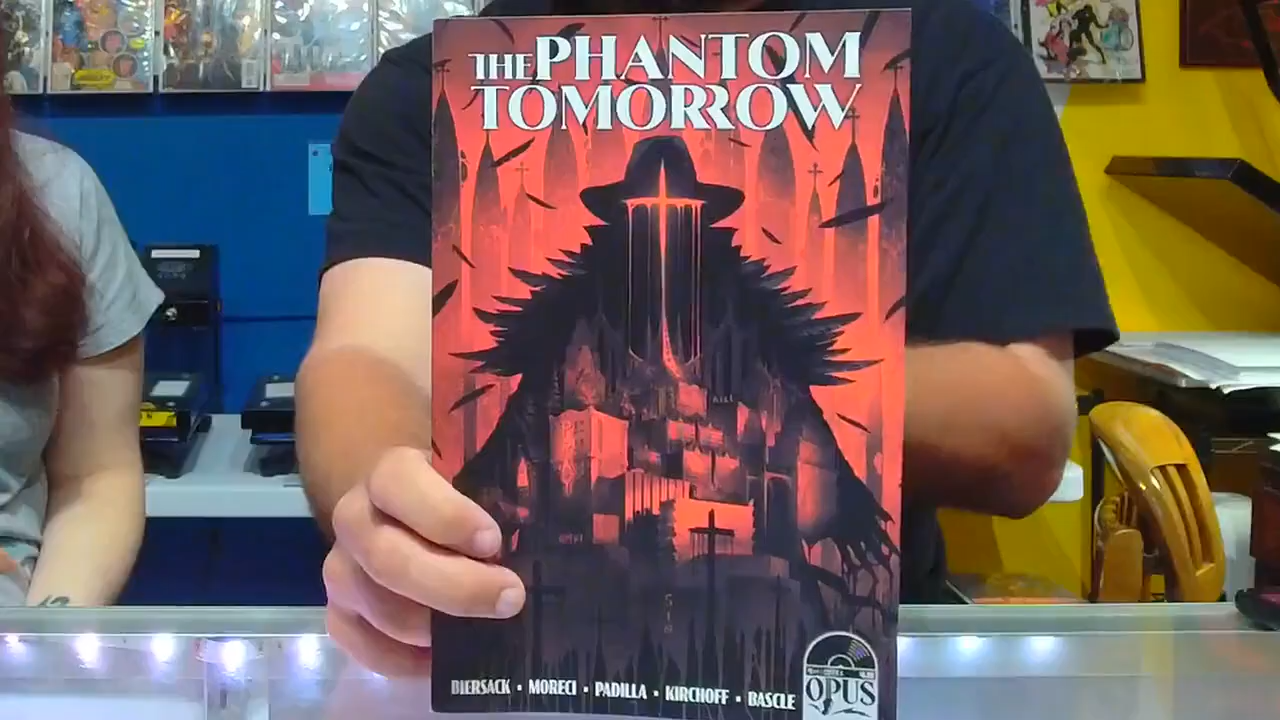 THE PHANTOM
TOMORROW
BIERSACK • MORECI • PADILLA • KIRCHOFF • BASCLE
OPUS